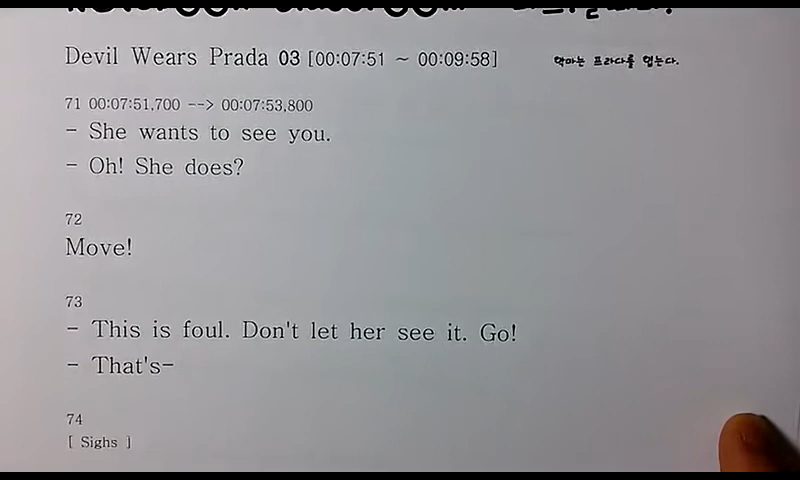 Devil Wears Prada 03 [00:07:51 ~ 00:09:58] 악마는 프라다를 입는다.
71 00:07:51,700 --> 00:07:53,800
- She wants to see you.
- Oh! She does?
72
Move!
73
- This is foul. Don't let her see it. Go!
- That's-
74
[ Sighs ]